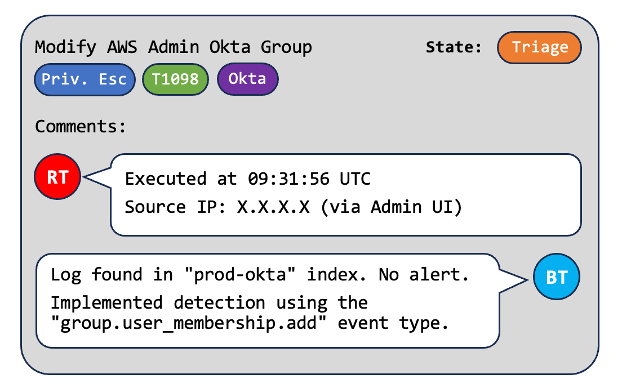 Modify AWS Admin Okta Group
State: Triage
Priv. Esc T1098 Okta
Comments:
RT
Executed at 09:31:56 UTC
Source IP: X.X.X.X (via Admin UI)
Log found in "prod-okta" index. No alert.
Implemented detection using the
"group.user_membership.add" event type.
BT